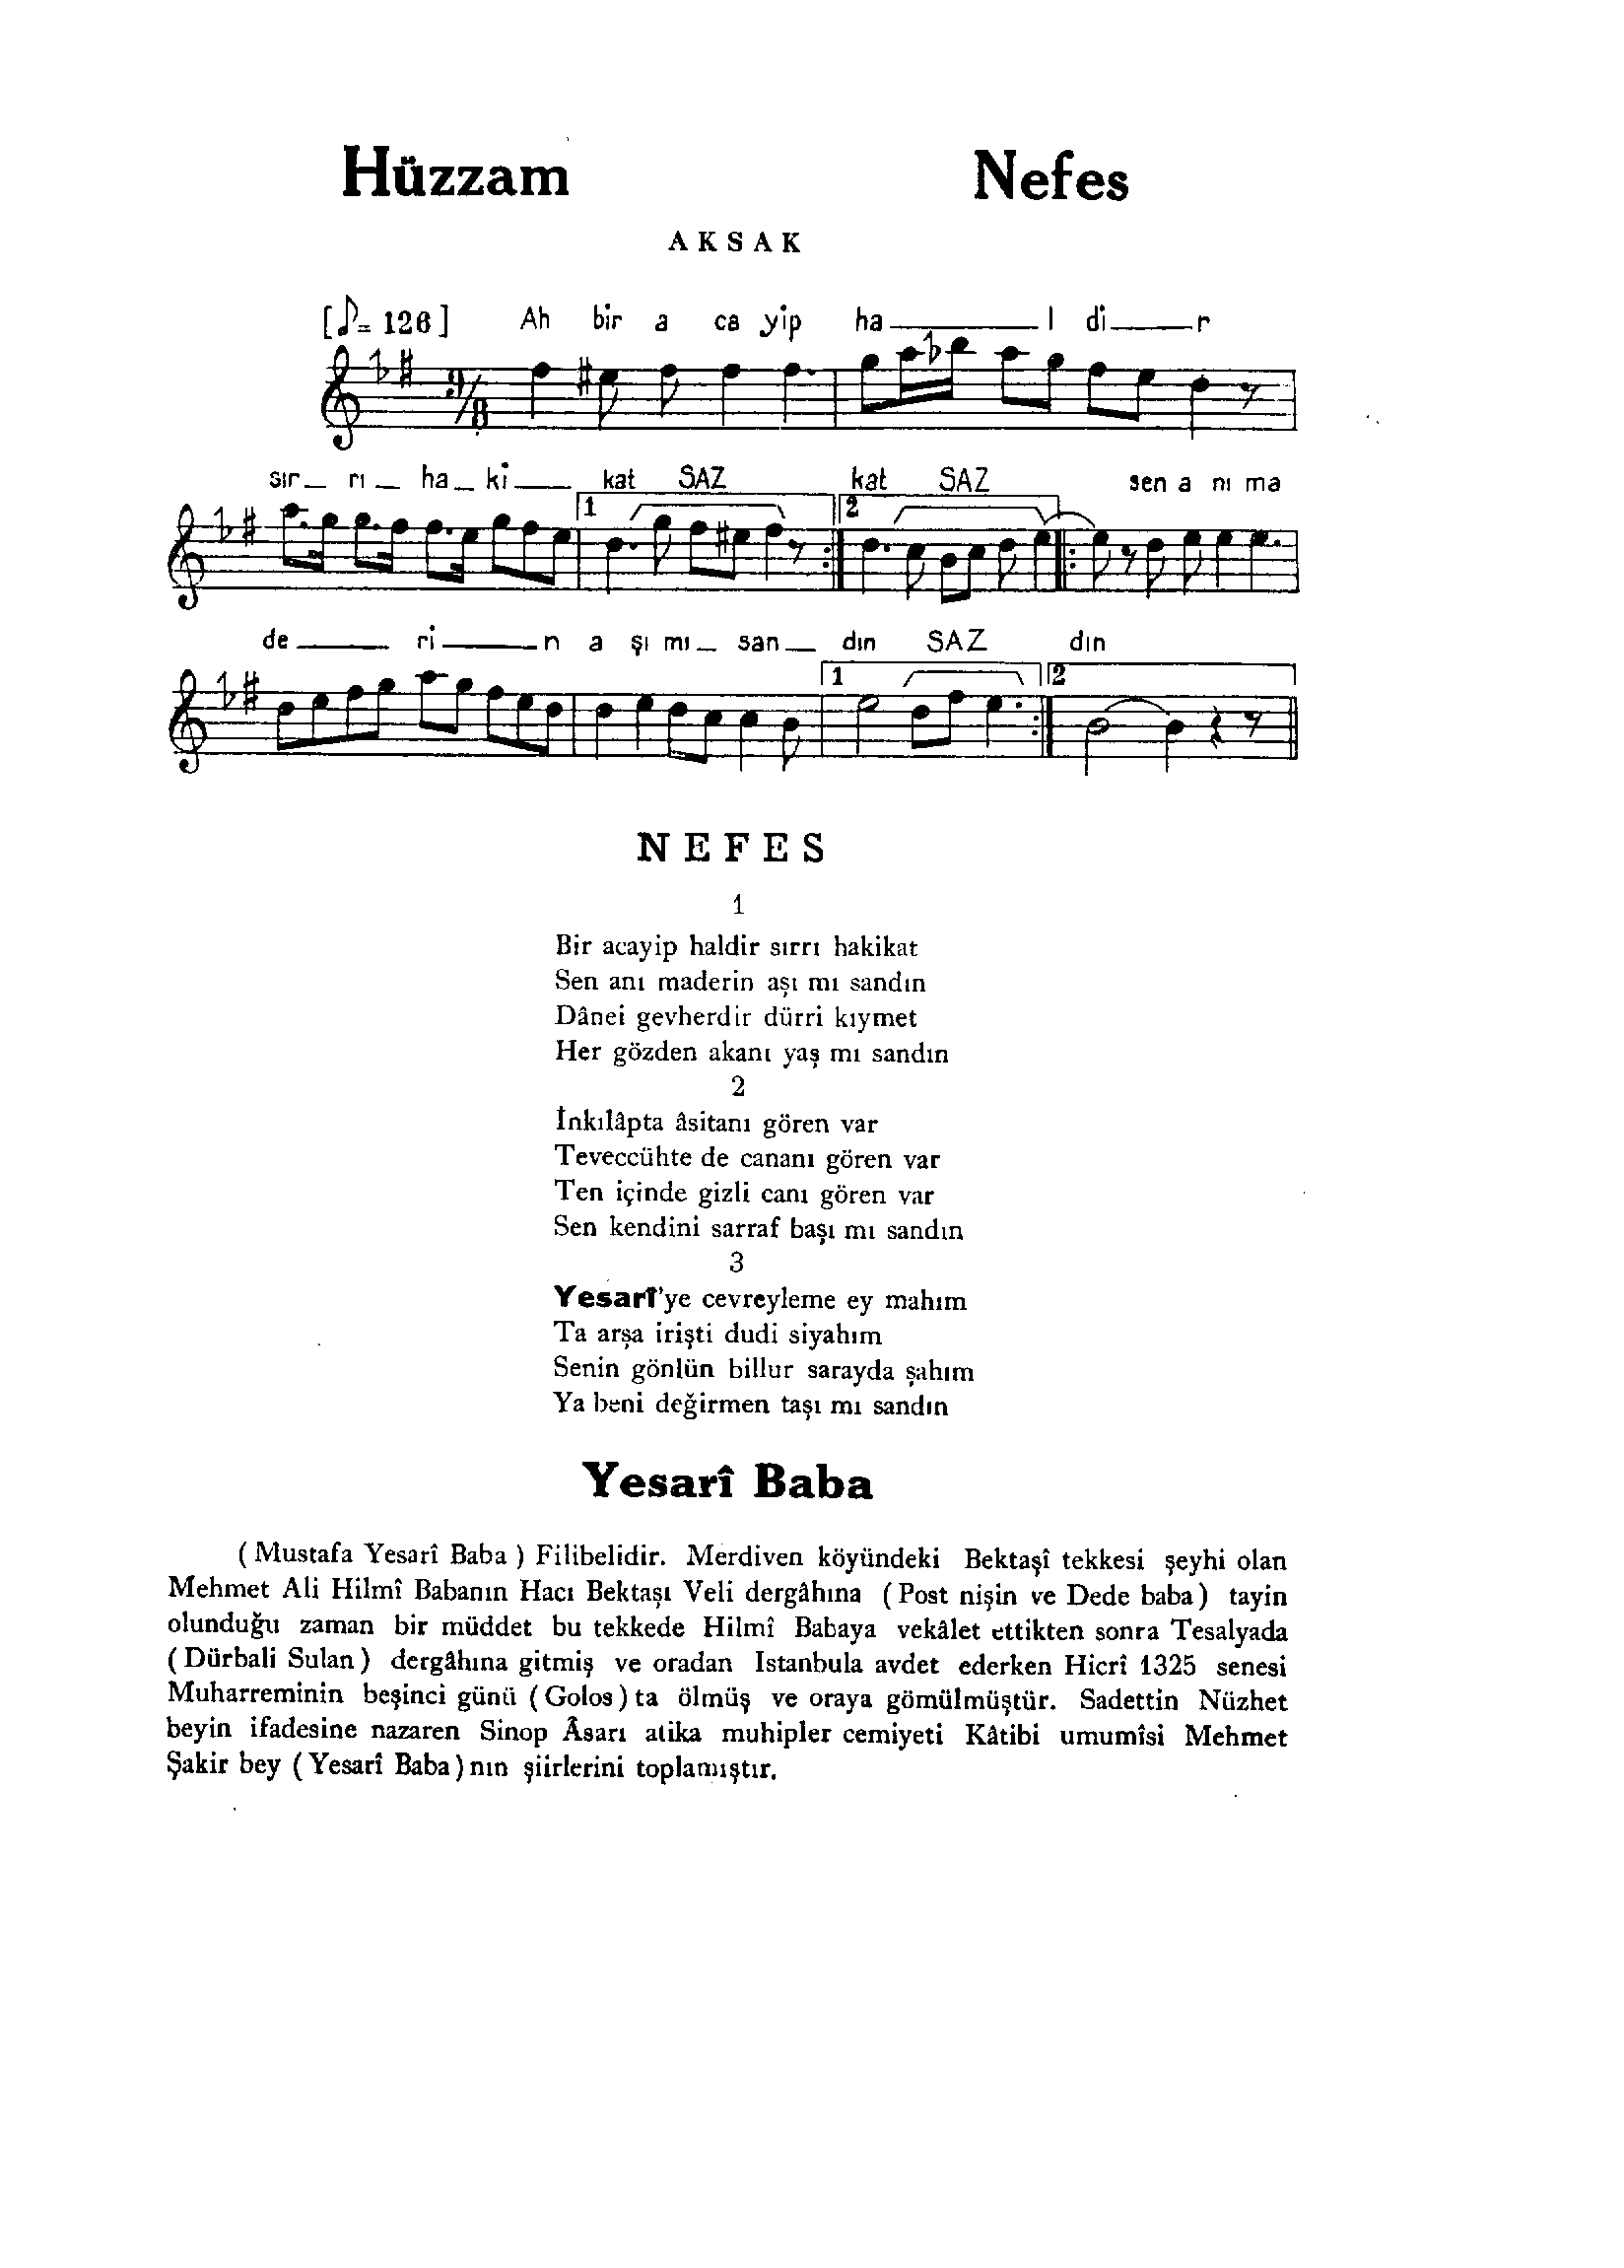 Hüzzam Nefes
AKSAK
[♪= 126] Ah bir a ca yip ha———l di——r
9/8
sır— rı— ha— ki—— kat SAZ kat SAZ sen a nı ma
1 2
de—— ri——n a şı mı— san— dın SAZ dın
1 2
NEFES
1
Bir acayip haldir sırrı hakikat
Sen anı maderin aşı mı sandın
Dânei gevherdir dürri kıymet
Her gözden akanı yaş mı sandın
2
İnkılâpta âsitanı gören var
Teveccühte de cananı gören var
Ten içinde gizli canı gören var
Sen kendini sarraf başı mı sandın
3
Yesarî'ye cevreyleme ey mahım
Ta arşa irişti dudi siyahım
Senin gönlün billur sarayda şahım
Ya beni değirmen taşı mı sandın
Yesarî Baba
( Mustafa Yesarî Baba ) Filibelidir. Merdiven köyündeki Bektaşî tekkesi şeyhi olan
Mehmet Ali Hilmî Babanın Hacı Bektaşı Veli dergâhına ( Post nişin ve Dede baba ) tayin
olunduğu zaman bir müddet bu tekkede Hilmî Babaya vekâlet ettikten sonra Tesalyada
( Dürbali Sulan ) dergâhına gitmiş ve oradan Istanbula avdet ederken Hicrî 1325 senesi
Muharreminin beşinci günü ( Golos ) ta ölmüş ve oraya gömülmüştür. Sadettin Nüzhet
beyin ifadesine nazaren Sinop Âsarı atika muhipler cemiyeti Kâtibi umumîsi Mehmet
Şakir bey ( Yesarî Baba ) nın şiirlerini toplamıştır.